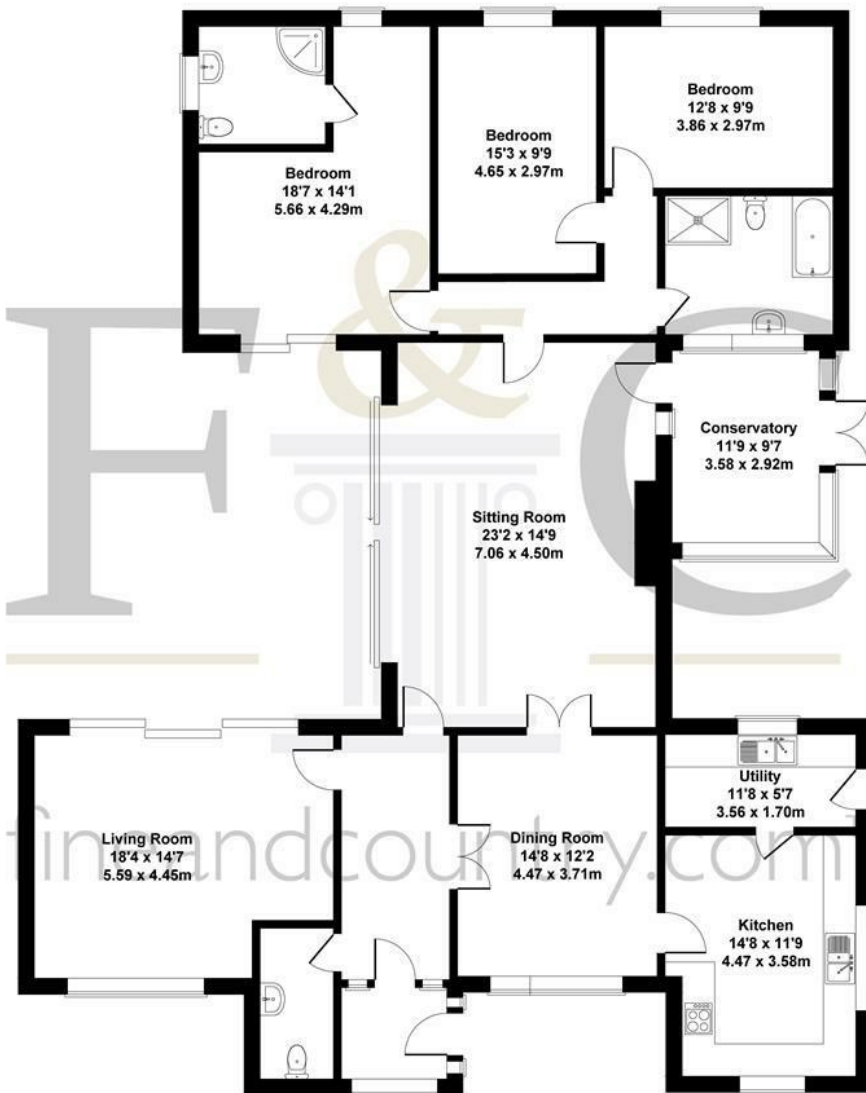 Bedroom
12'8 x 9'9
3.86 x 2.97m
Bedroom
15'3 x 9'9
4.65 x 2.97m
Bedroom
18'7 x 14'1
5.66 x 4.29m
F & C
Conservatory
11'9 x 9'7
3.58 x 2.92m
Sitting Room
23'2 x 14'9
7.06 x 4.50m
Utility
11'8 x 5'7
3.56 x 1.70m
Living Room
18'4 x 14'7
5.59 x 4.45m
Dining Room
14'8 x 12'2
4.47 x 3.71m
fineandcountry.com
Kitchen
14'8 x 11'9
4.47 x 3.58m